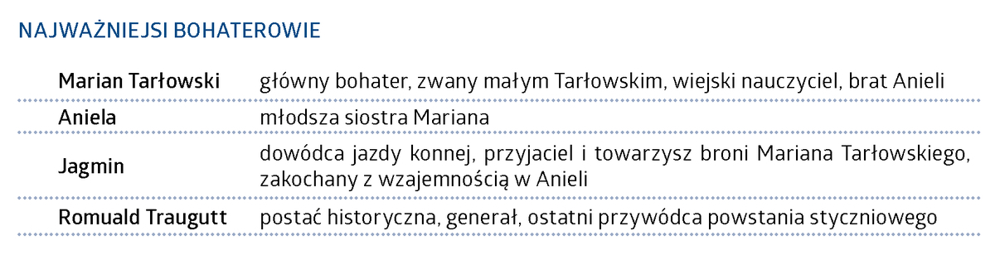 NAJWAŻNIEJSI BOHATEROWIE
Marian Tarłowski główny bohater, zwany małym Tarłowskim, wiejski nauczyciel, brat Anieli
Aniela młodsza siostra Mariana
Jagmin dowódca jazdy konnej, przyjaciel i towarzysz broni Mariana Tarłowskiego,
zakochany z wzajemnością w Anieli
Romuald Traugutt postać historyczna, generał, ostatni przywódca powstania styczniowego